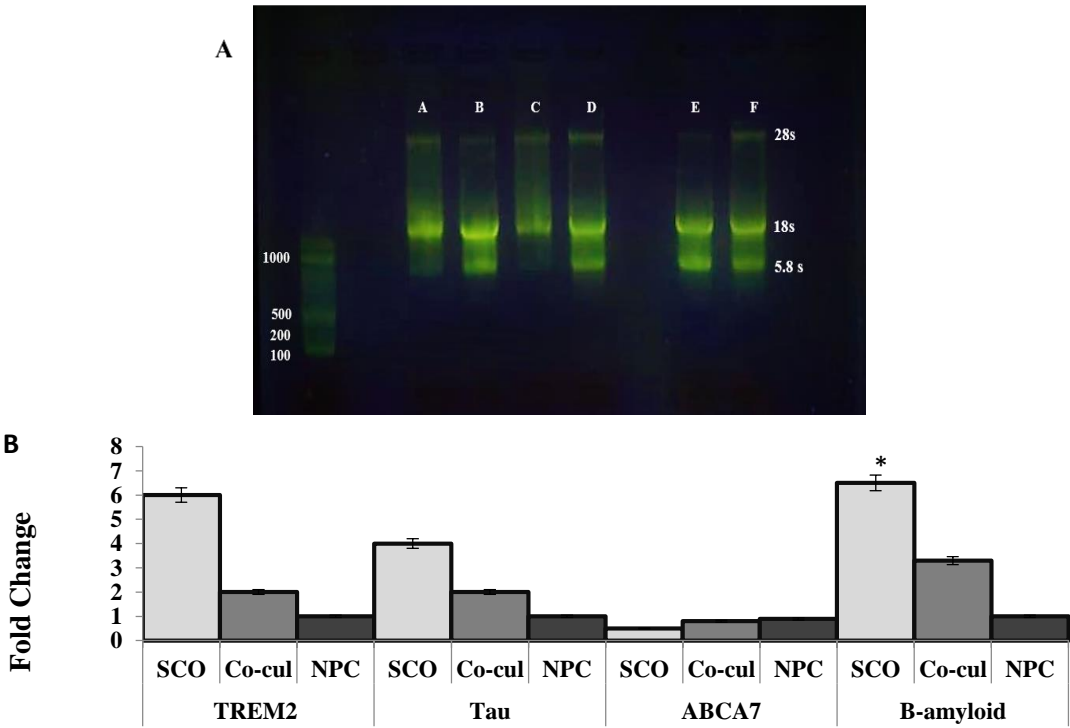 A
A B C D E F
28s
18s
5.8 s
1000
500
200
100
B
Fold Change
8
7
6
5
4
3
2
1
0
*
SCO Co-cul NPC SCO Co-cul NPC SCO Co-cul NPC SCO Co-cul NPC
TREM2 Tau ABCA7 B-amyloid